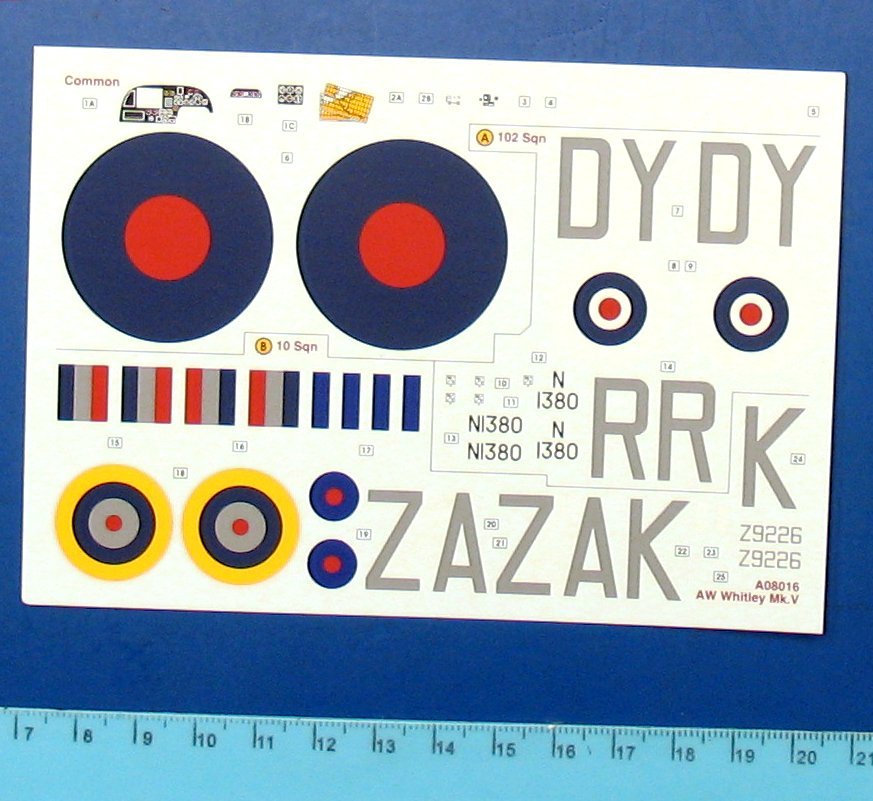 Common
1A
1B
1C
2A
2B
3
4
5
6
A 102 Sqn
DY DY
7
8
9
B 10 Sqn
12
14
10
11
N
1380
N1380
N
1380
N1380
13
RR
K
24
15
16
17
18
19
ZA ZA K
20
21
22
23
25
Z9226
Z9226
A08016
AW Whitley Mk.V
7 8 9 10 11 12 13 14 15 16 17 18 19 20 21